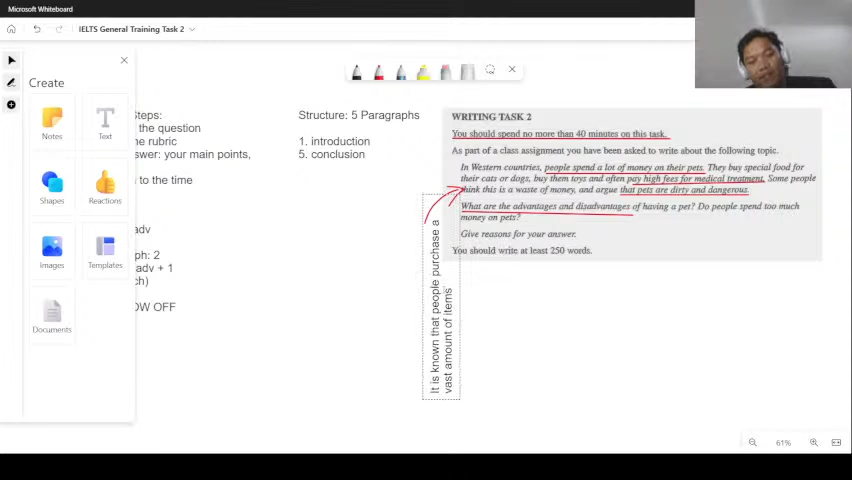 Microsoft Whiteboard
IELTS General Training Task 2
Create
Notes
Text
Shapes
Reactions
Images
Templates
Documents
Steps:
the question
he rubric
swer: your main points,
n to the time
adv
ph: 2
adv + 1
ch)
OW OFF
Structure: 5 Paragraphs
1. introduction
5. conclusion
It is known that people purchase a
vast amount of items
WRITING TASK 2
You should spend no more than 40 minutes on this task.
As part of a class assignment you have been asked to write about the following topic.
In Western countries, people spend a lot of money on their pets. They buy special food for
their cats or dogs, buy them toys and often pay high fees for medical treatment. Some people
think this is a waste of money, and argue that pets are dirty and dangerous.
What are the advantages and disadvantages of having a pet? Do people spend too much
money on pets?
Give reasons for your answer.
You should write at least 250 words.
61%